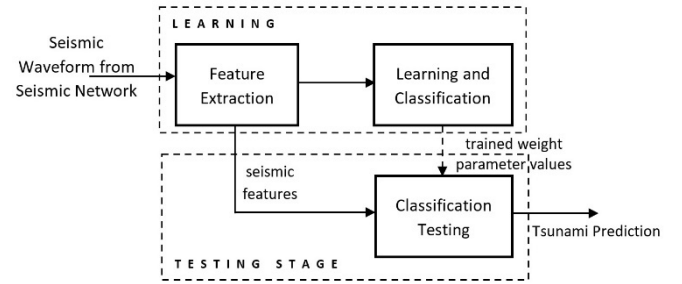 LEARNING
Seismic
Waveform from
Seismic Network
Feature
Extraction
Learning and
Classification
trained weight
parameter values
seismic
features
Classification
Testing
Tsunami Prediction
TESTING STAGE